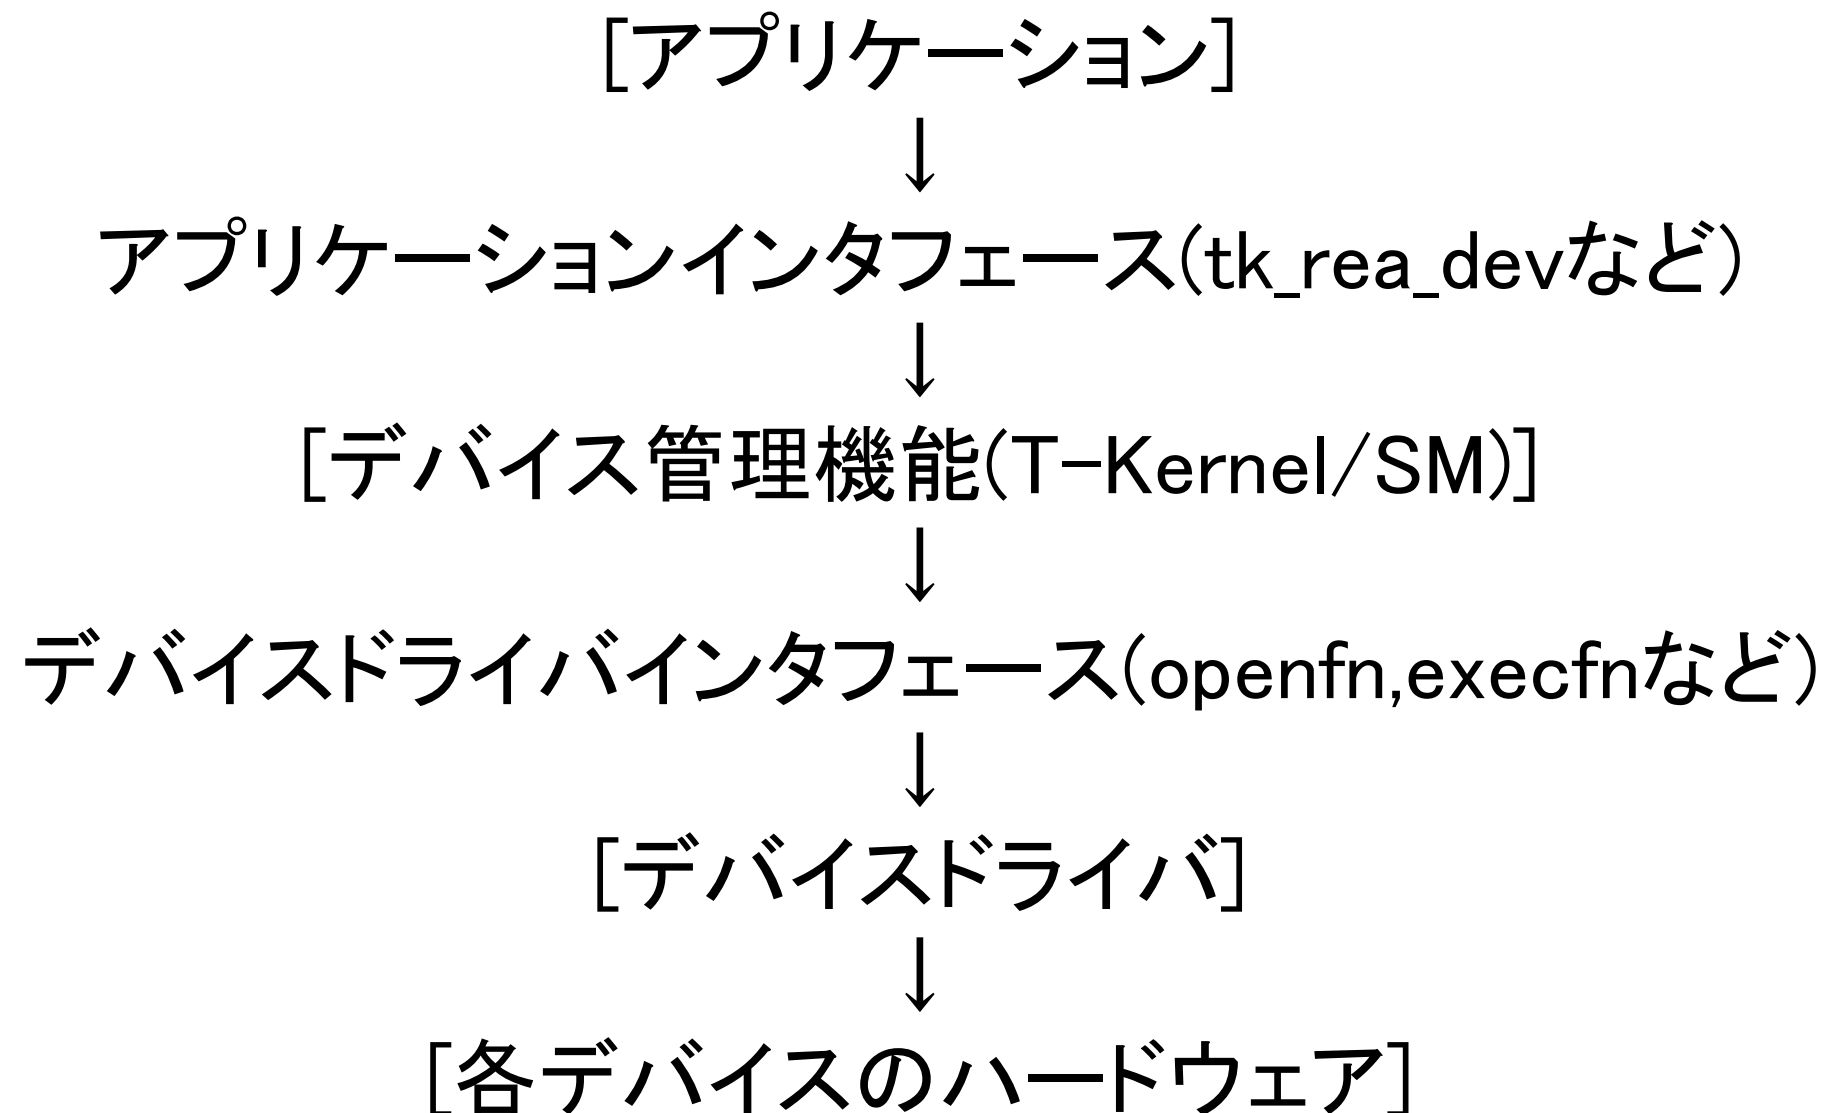 [アプリケーション]
↓
アプリケーションインタフェース(tk_rea_devなど)
↓
[デバイス管理機能(T-Kernel/SM)]
↓
デバイスドライバインタフェース(openfn,execfnなど)
↓
[デバイスドライバ]
↓
[各デバイスのハードウェア]